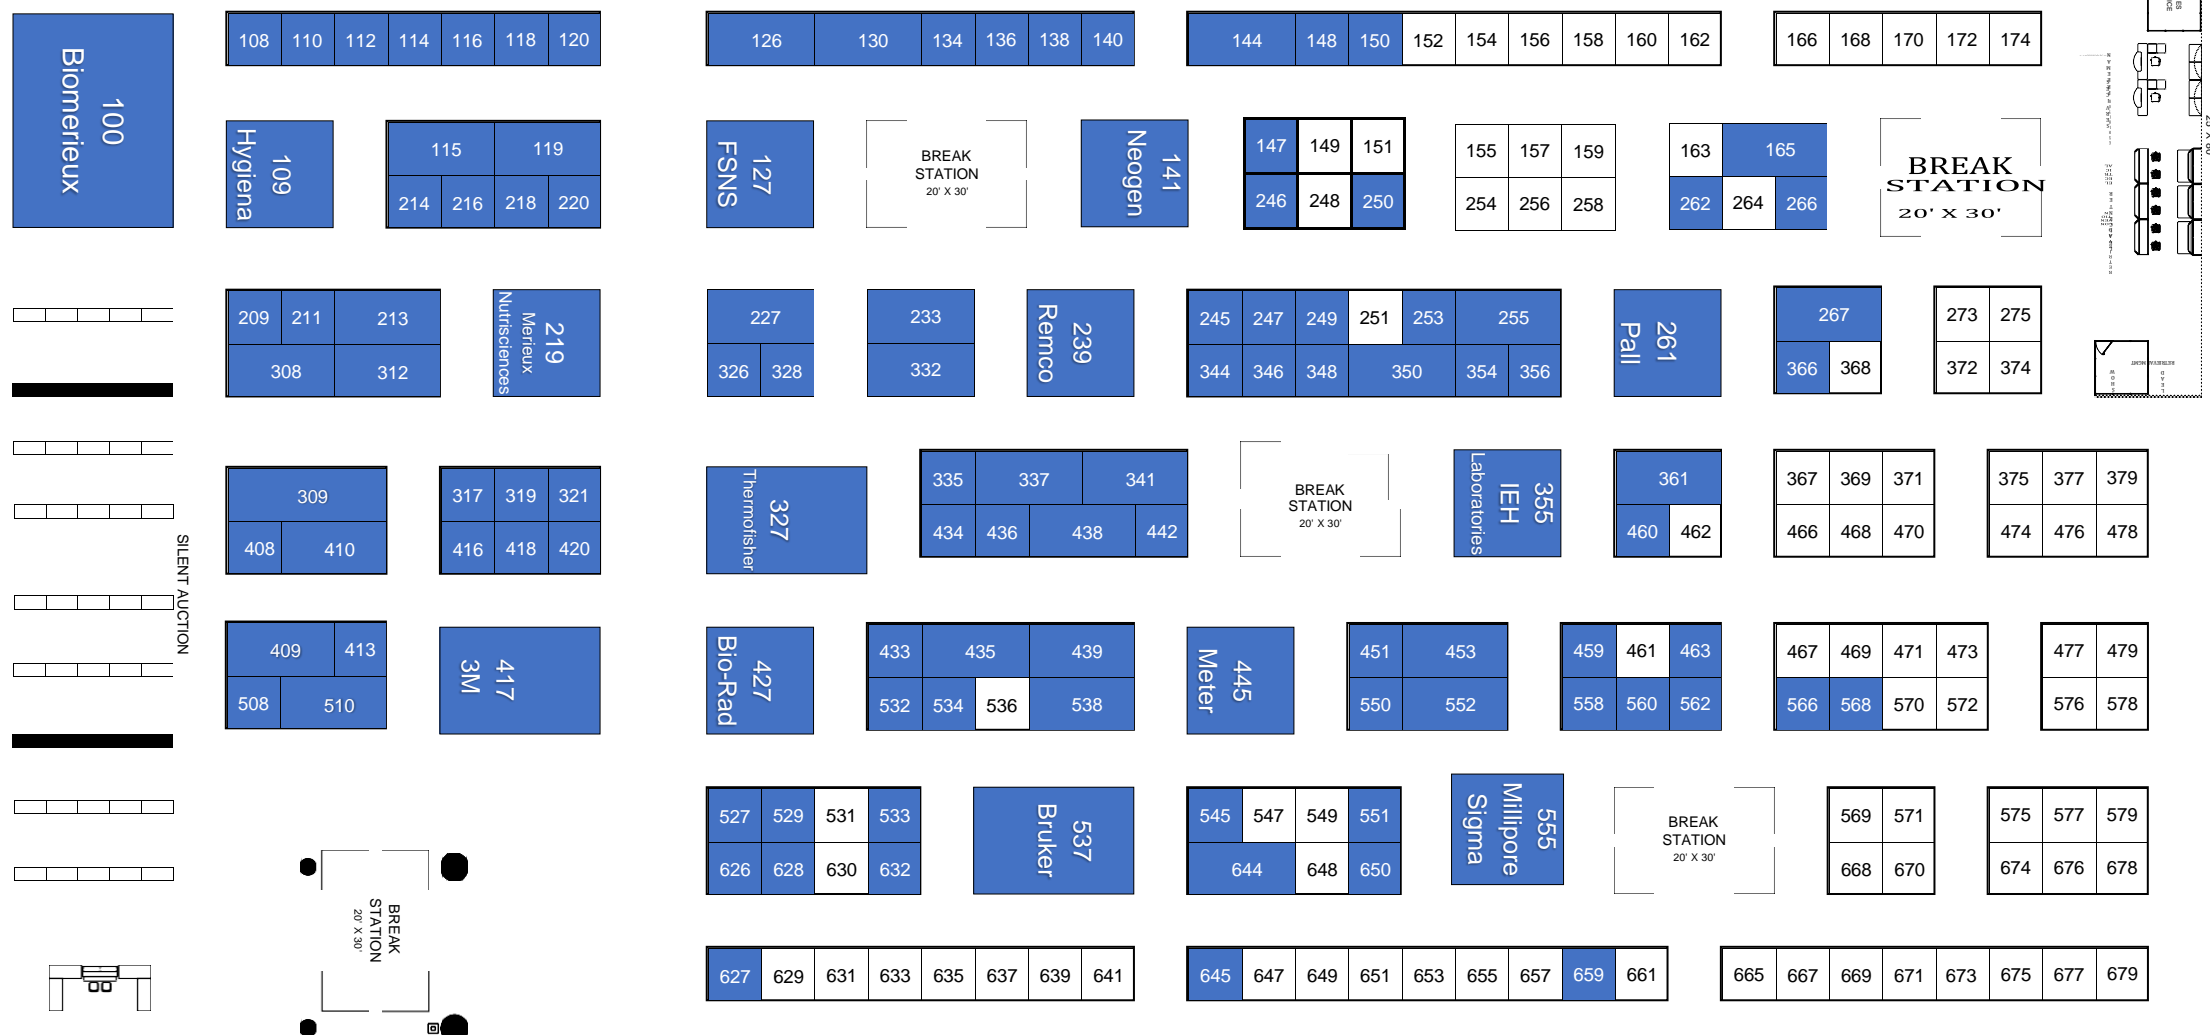 108 110 112 114 116 118 120
126 130 134 136 138 140
144 148 150 152 154 156 158 160 162
166 168 170 172 174
100
Biomerieux
109
Hygiena
115 119
214 216 218 220
127
FSNS
BREAK
STATION
20' X 30'
141
Neogen
147 149 151
246 248 250
155 157 159
254 256 258
163 165
262 264 266
BREAK
STATION
20' X 30'
209 211 213
308 312
219
Merieux
Nutrisciences
227
326 328
233
332
239
Remco
245 247 249 251 253 255
344 346 348 350 354 356
261
Pall
267
366 368
273 275
372 374
309
408 410
317 319 321
416 418 420
327
Thermofisher
335 337 341
434 436 438 442
BREAK
STATION
20' X 30'
355
IEH
Laboratories
361
460 462
367 369 371
466 468 470
375 377 379
474 476 478
SILENT AUCTION
409 413
508 510
417
3M
427
Bio-Rad
433 435 439
532 534 536 538
445
Meter
451 453
550 552
459 461 463
558 560 562
467 469 471 473
566 568 570 572
477 479
576 578
527 529 531 533
626 628 630 632
537
Bruker
545 547 549 551
644 648 650
555
Millipore
Sigma
BREAK
STATION
20' X 30'
569 571
668 670
575 577 579
674 676 678
BREAK
STATION
20' X 30'
627 629 631 633 635 637 639 641
645 647 649 651 653 655 657 659 661
665 667 669 671 673 675 677 679